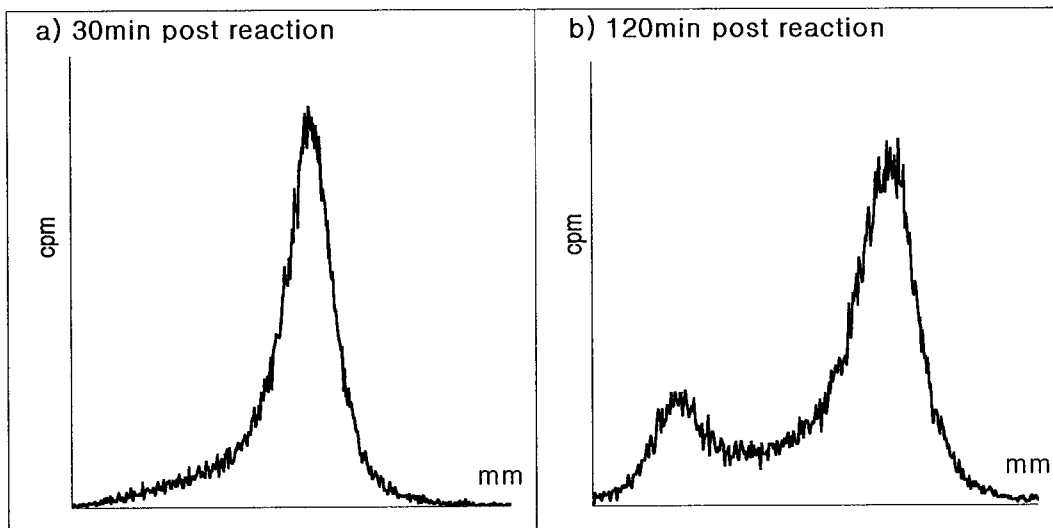 a) 30min post reaction
cpm
mm
b) 120min post reaction
cpm
mm